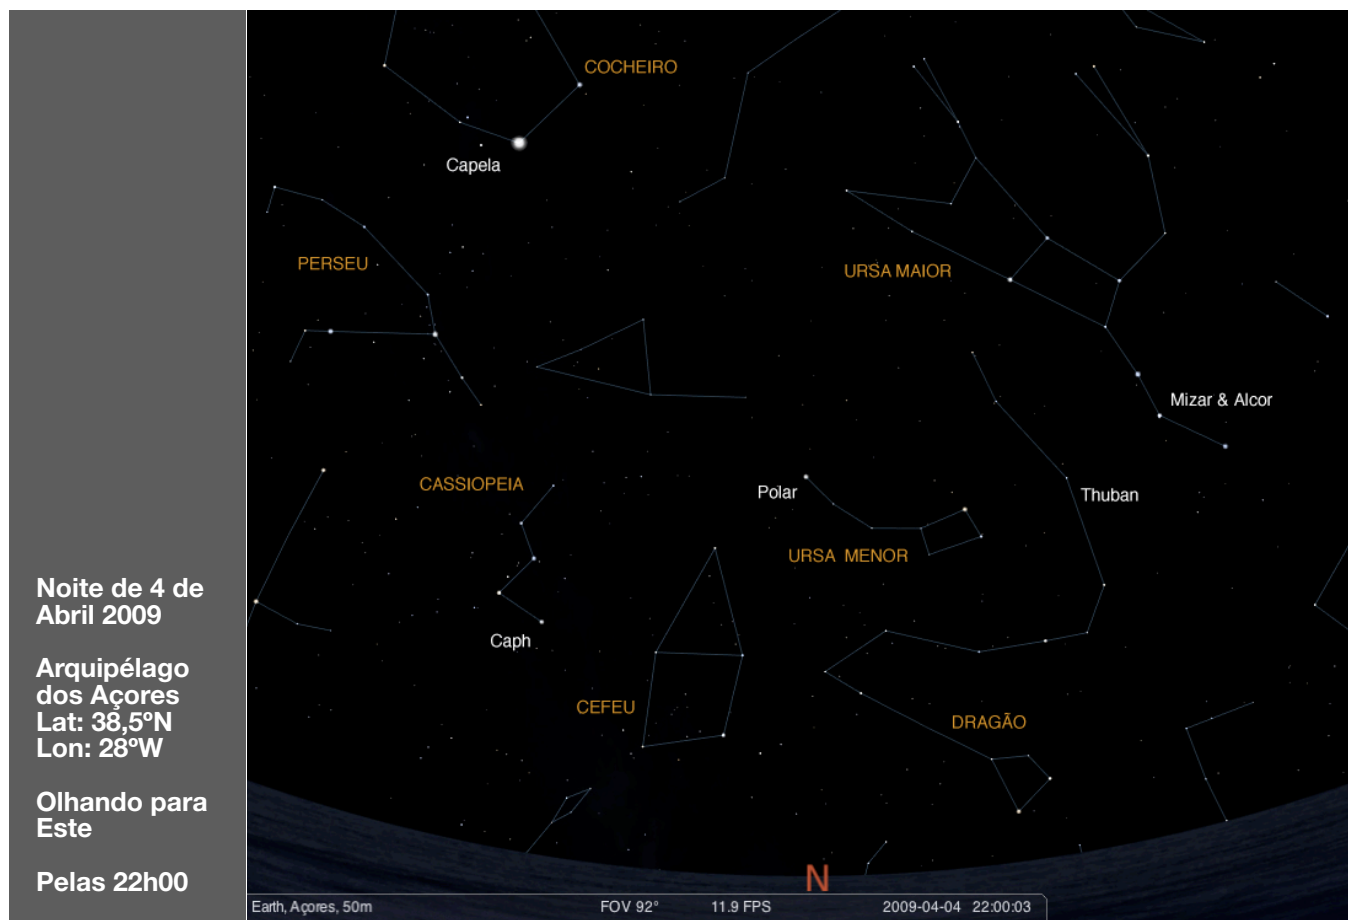 Noite de 4 de
Abril 2009
Arquipélago
dos Açores
Lat: 38,5ºN
Lon: 28ºW
Olhando para
Este
Pelas 22h00
COCHEIRO
Capela
PERSEU
URSA MAIOR
Mizar & Alcor
CASSIOPEIA
Polar
Thuban
URSA MENOR
Caph
CEFEU
DRAGÃO
N
Earth, Açores, 50m FOV 92° 11.9 FPS 2009-04-04 22:00:03